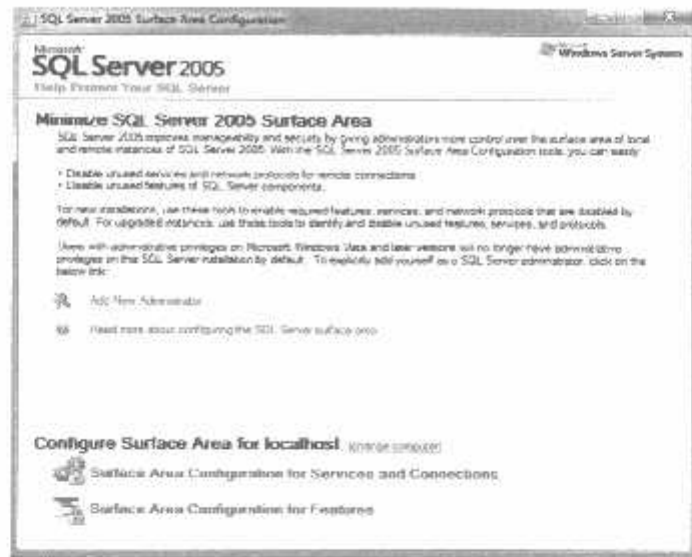 SQL Server 2005 Surface Area Configuration
Microsoft
SQL Server 2005
Windows Server System
Help Protect Your SQL Server
Minimize SQL Server 2005 Surface Area
SQL Server 2005 improves manageability and security by giving administrators more control over the surface area of local
and remote instances of SQL Server 2005. With the SQL Server 2005 Surface Area Configuration tools, you can easily:
• Disable unused services and network protocols for remote connections
• Disable unused features of SQL Server components.
For new installations, use these tools to enable required features, services, and network protocols that are disabled by
default. For upgraded instances, use these tools to identify and disable unused features, services, and protocols.
Users with administrative privileges on Microsoft Windows Vista and later versions will no longer have administrative
privileges on this SQL Server installation by default. To explicitly add yourself as a SQL Server administrator, click on the
below link:
Add New Administrator
Read more about configuring the SQL Server surface area
Configure Surface Area for localhost (change computer)
Surface Area Configuration for Services and Connections
Surface Area Configuration for Features